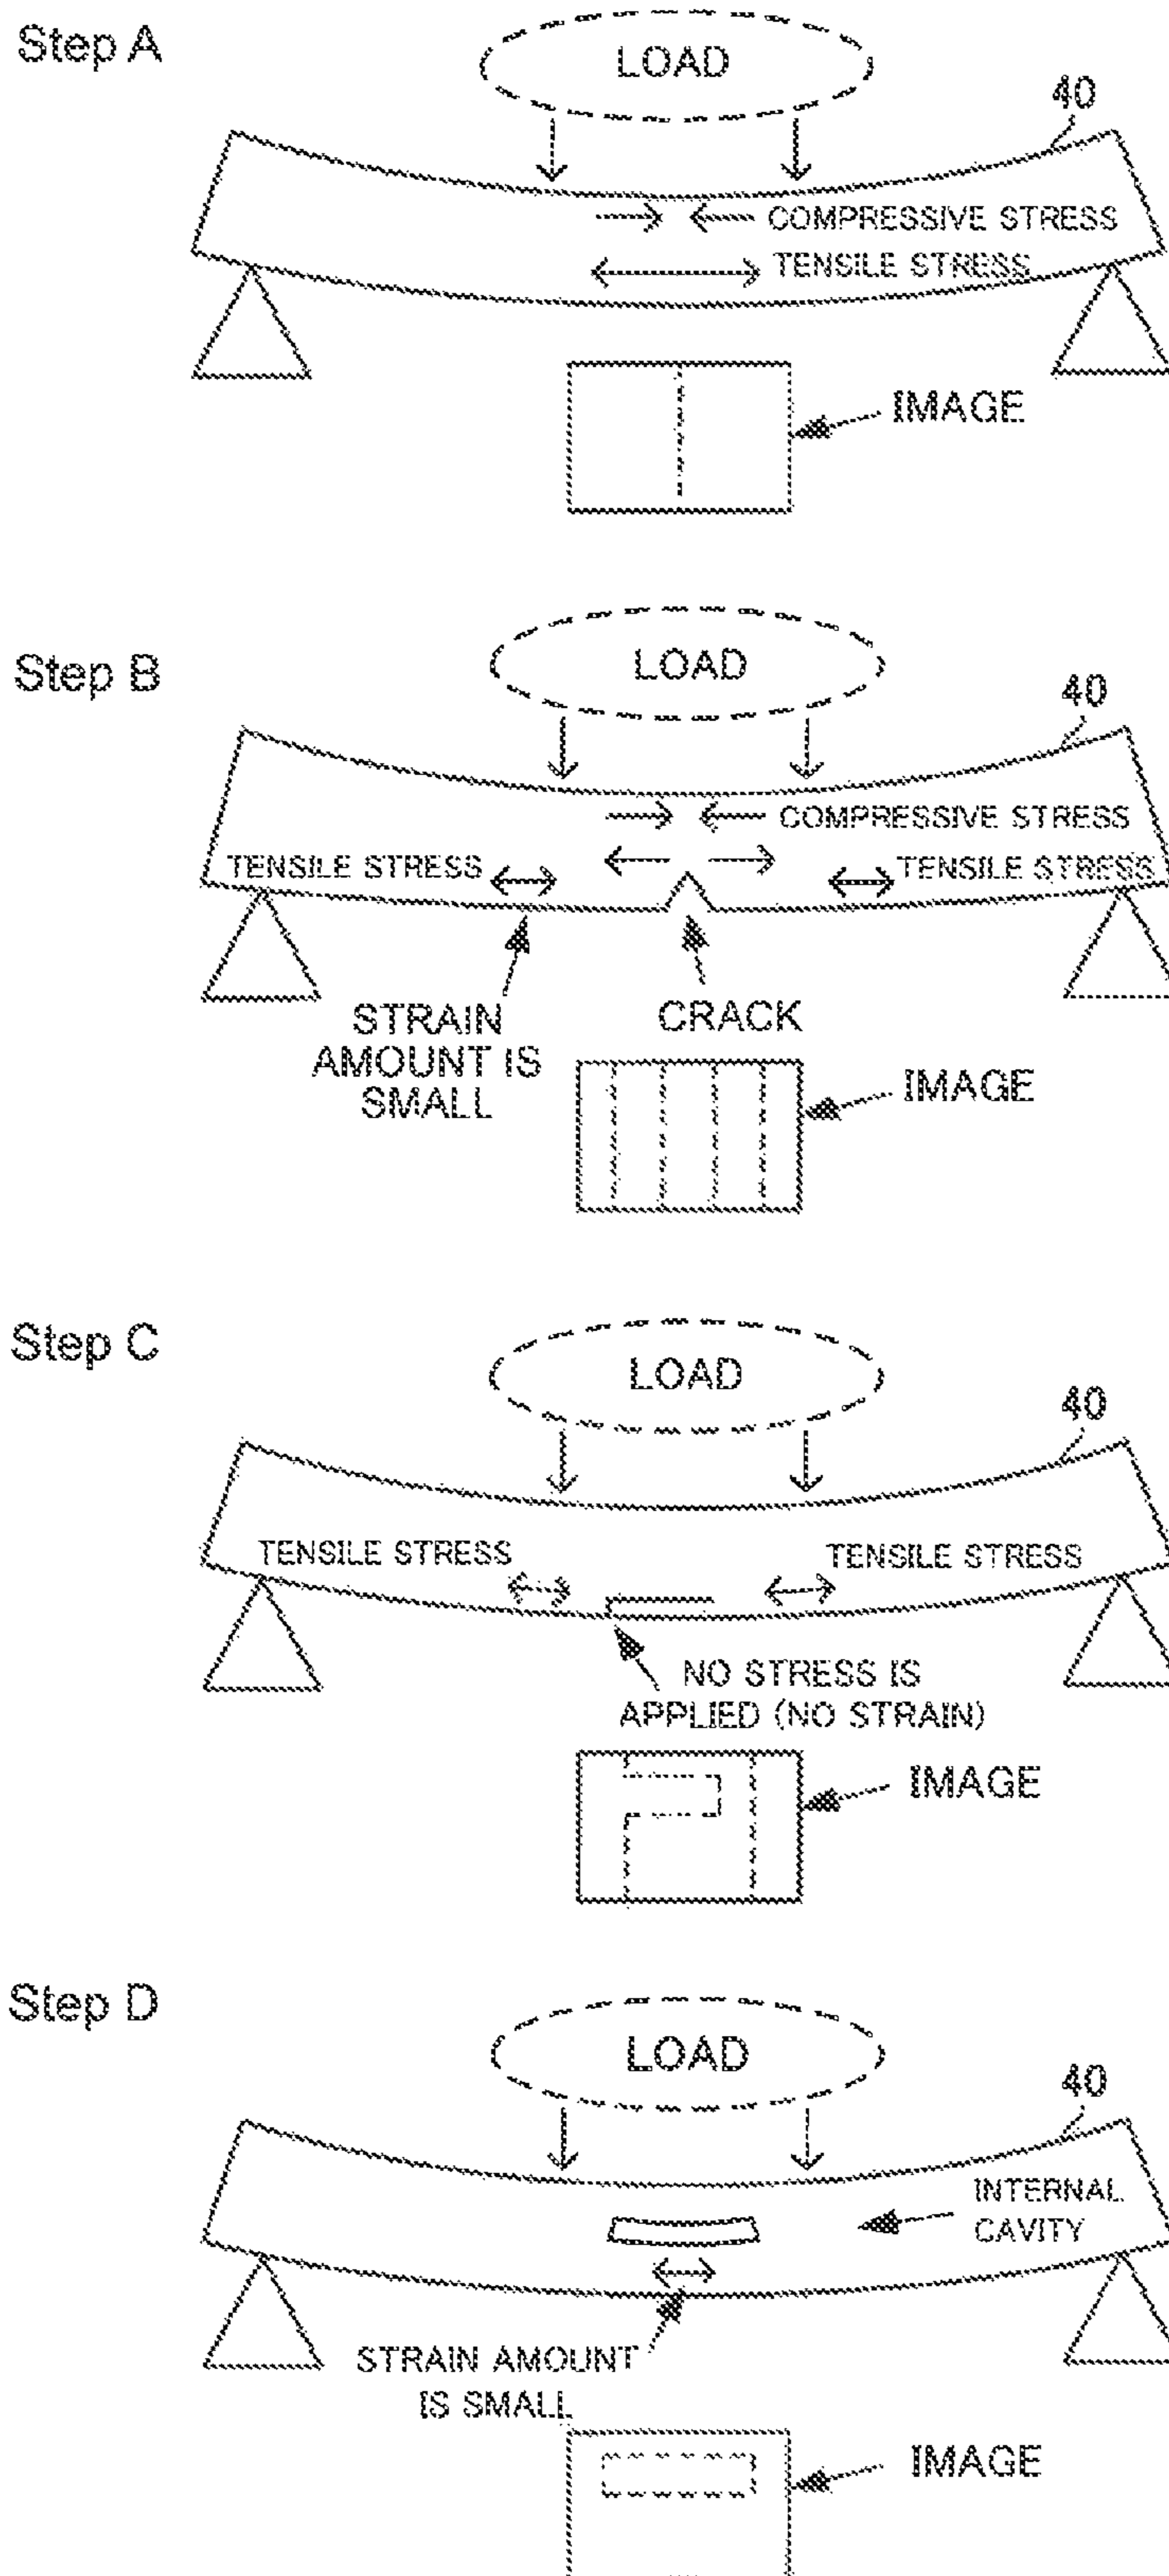 Step A
LOAD
40
COMPRESSIVE STRESS
TENSILE STRESS
IMAGE
Step B
LOAD
40
COMPRESSIVE STRESS
TENSILE STRESS
TENSILE STRESS
STRAIN
AMOUNT IS
SMALL
CRACK
IMAGE
Step C
LOAD
40
TENSILE STRESS
TENSILE STRESS
NO STRESS IS
APPLIED (NO STRAIN)
IMAGE
Step D
LOAD
40
INTERNAL
CAVITY
STRAIN AMOUNT
IS SMALL
IMAGE